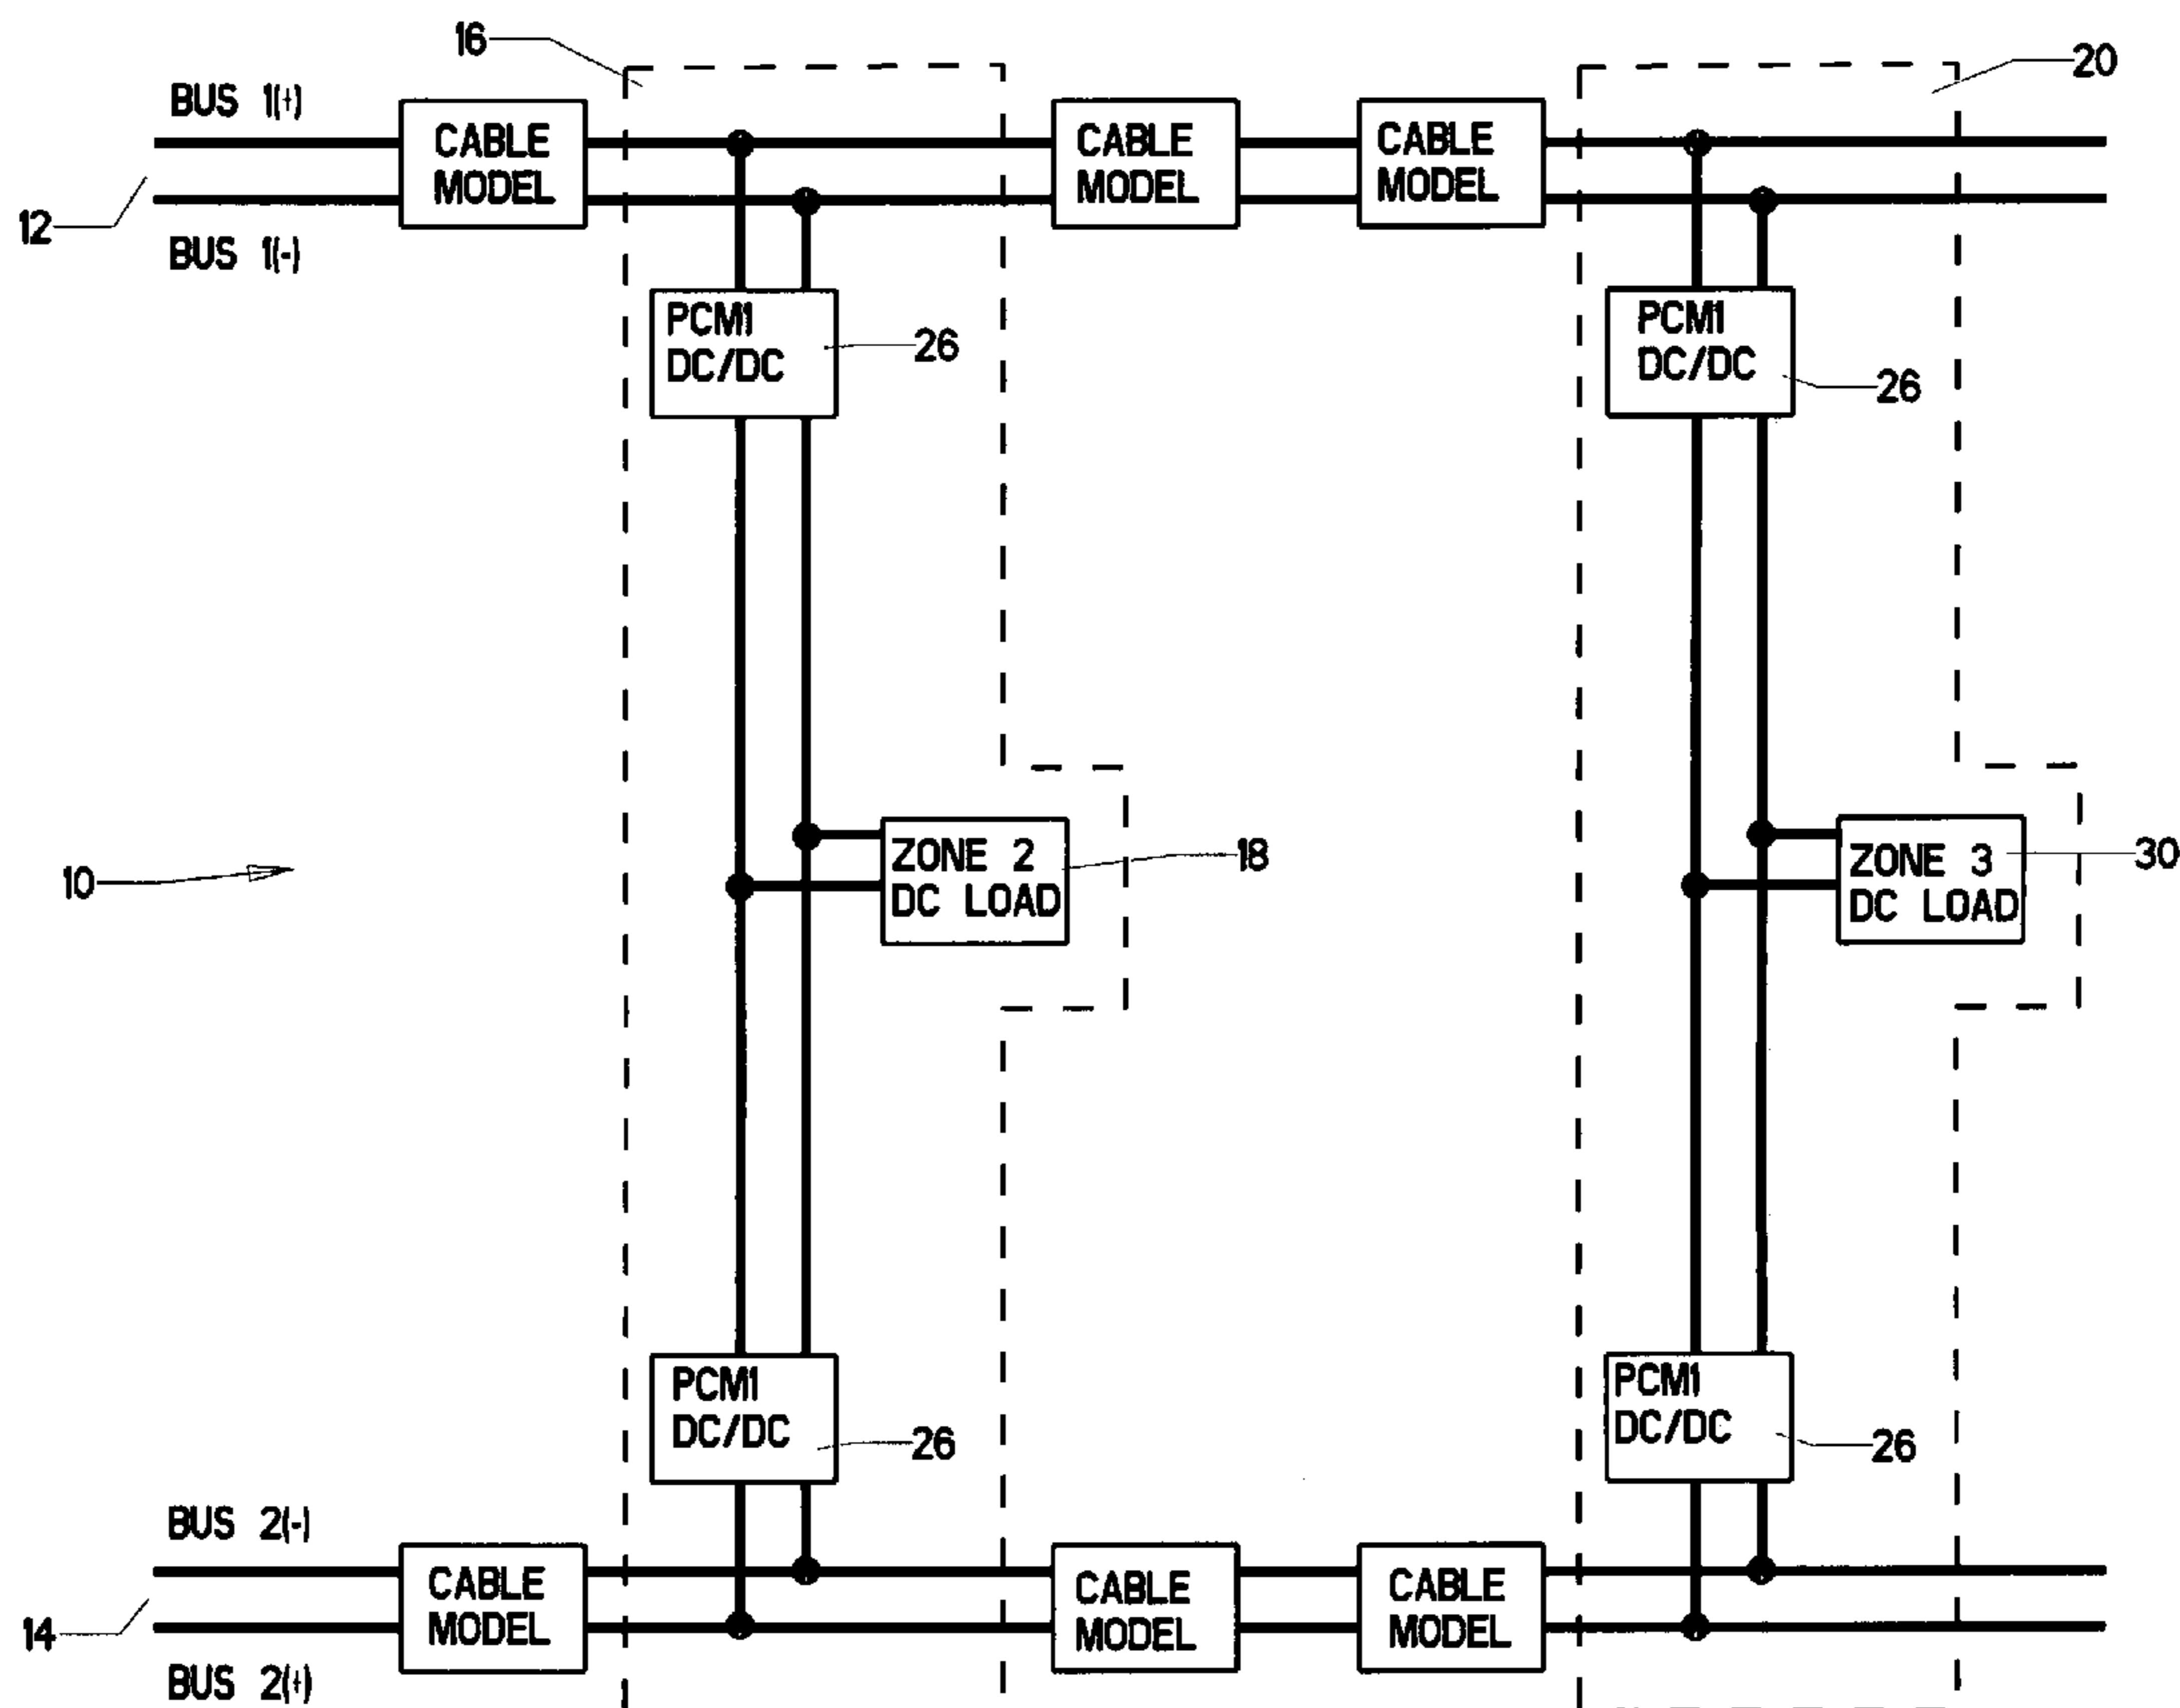 16
20
BUS 1(+)
CABLE
MODEL
CABLE
MODEL
CABLE
MODEL
12
BUS 1(-)
PCM1
DC/DC
26
PCM1
DC/DC
26
10
ZONE 2
DC LOAD
18
ZONE 3
DC LOAD
30
PCM1
DC/DC
26
PCM1
DC/DC
26
BUS 2(-)
CABLE
MODEL
CABLE
MODEL
CABLE
MODEL
14
BUS 2(+)